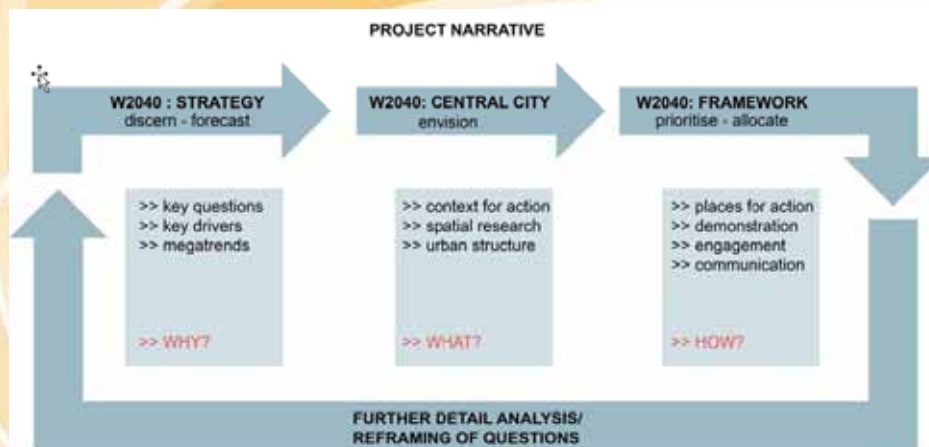 PROJECT NARRATIVE
W2040 : STRATEGY
discern - forecast
W2040: CENTRAL CITY
envision
W2040: FRAMEWORK
prioritise - allocate
>> key questions
>> key drivers
>> megatrends
>> WHY?
>> context for action
>> spatial research
>> urban structure
>> WHAT?
>> places for action
>> demonstration
>> engagement
>> communication
>> HOW?
FURTHER DETAIL ANALYSIS/
REFRAMING OF QUESTIONS